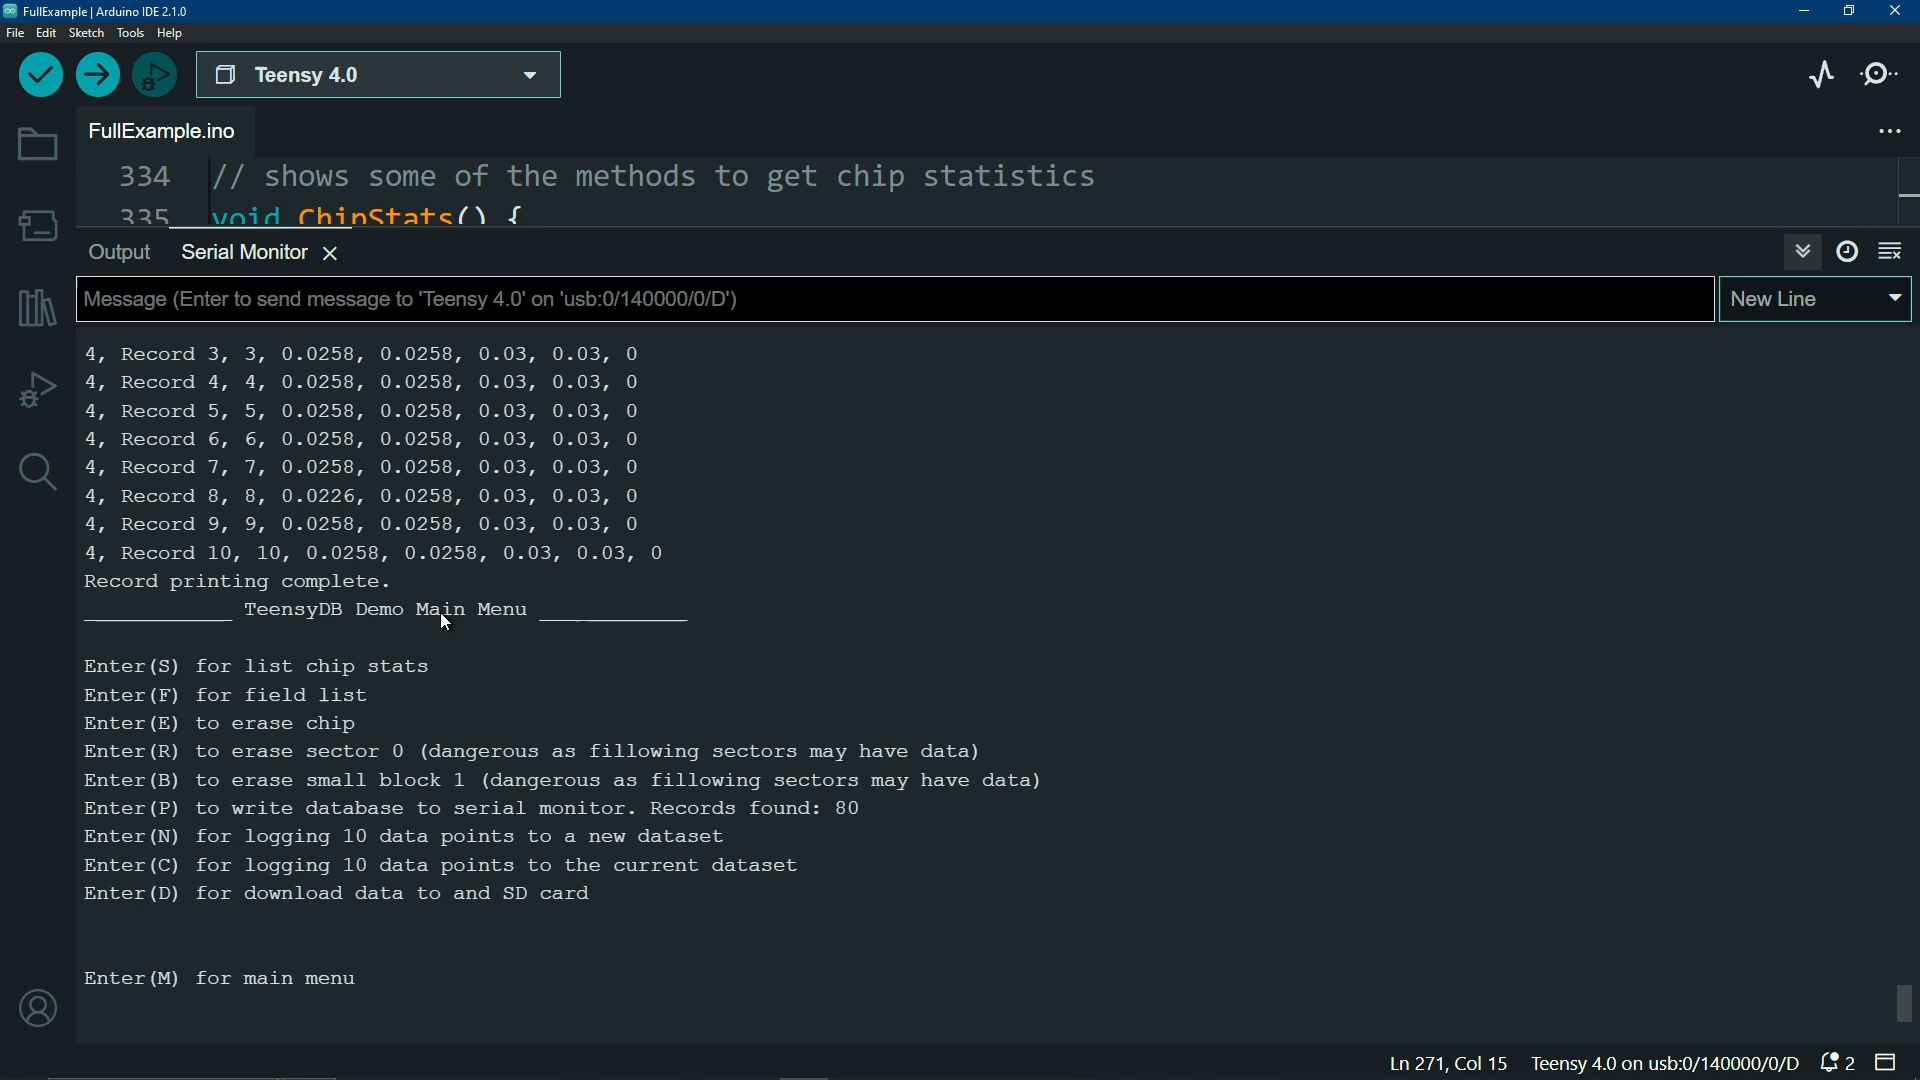 FullExample | Arduino IDE 2.1.0
File Edit Sketch Tools Help
Teensy 4.0
FullExample.ino
334 // shows some of the methods to get chip statistics
335 void ChipStats() {
Output Serial Monitor
Message (Enter to send message to 'Teensy 4.0' on 'usb:0/140000/0/D') New Line
4, Record 3, 3, 0.0258, 0.0258, 0.03, 0.03, 0
4, Record 4, 4, 0.0258, 0.0258, 0.03, 0.03, 0
4, Record 5, 5, 0.0258, 0.0258, 0.03, 0.03, 0
4, Record 6, 6, 0.0258, 0.0258, 0.03, 0.03, 0
4, Record 7, 7, 0.0258, 0.0258, 0.03, 0.03, 0
4, Record 8, 8, 0.0226, 0.0258, 0.03, 0.03, 0
4, Record 9, 9, 0.0258, 0.0258, 0.03, 0.03, 0
4, Record 10, 10, 0.0258, 0.0258, 0.03, 0.03, 0
Record printing complete.
____________ TeensyDB Demo Main Menu ____________
Enter(S) for list chip stats
Enter(F) for field list
Enter(E) to erase chip
Enter(R) to erase sector 0 (dangerous as fillowing sectors may have data)
Enter(B) to erase small block 1 (dangerous as fillowing sectors may have data)
Enter(P) to write database to serial monitor. Records found: 80
Enter(N) for logging 10 data points to a new dataset
Enter(C) for logging 10 data points to the current dataset
Enter(D) for download data to and SD card
Enter(M) for main menu
Ln 271, Col 15 Teensy 4.0 on usb:0/140000/0/D 2